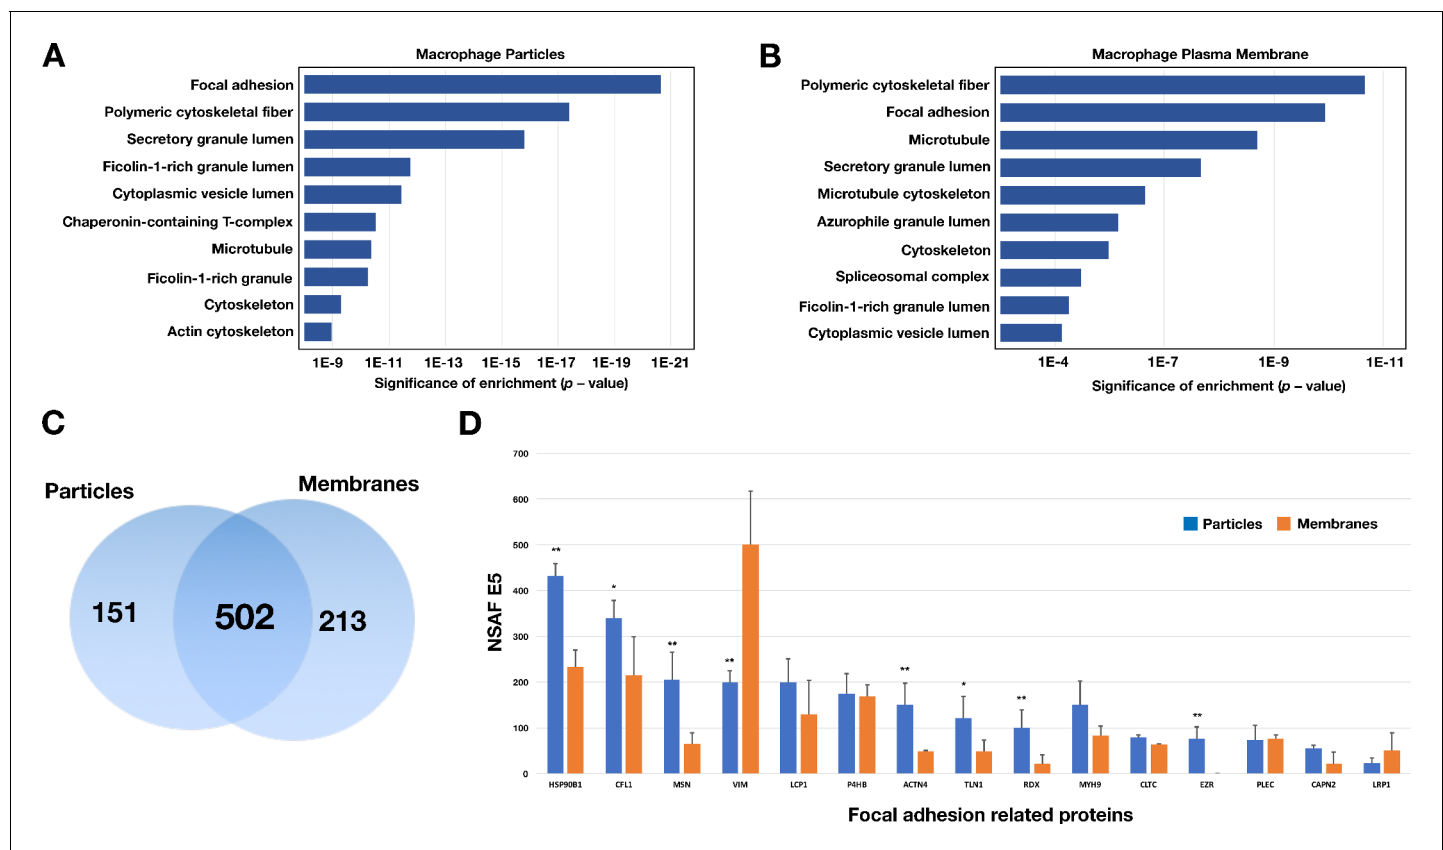 A
Macrophage Particles
Focal adhesion
Polymeric cytoskeletal fiber
Secretory granule lumen
Ficolin-1-rich granule lumen
Cytoplasmic vesicle lumen
Chaperonin-containing T-complex
Microtubule
Ficolin-1-rich granule
Cytoskeleton
Actin cytoskeleton
1E-9 1E-11 1E-13 1E-15 1E-17 1E-19 1E-21
Significance of enrichment (p – value)
B
Macrophage Plasma Membrane
Polymeric cytoskeletal fiber
Focal adhesion
Microtubule
Secretory granule lumen
Microtubule cytoskeleton
Azurophile granule lumen
Cytoskeleton
Spliceosomal complex
Ficolin-1-rich granule lumen
Cytoplasmic vesicle lumen
1E-4 1E-7 1E-9 1E-11
Significance of enrichment (p – value)
C
Particles
Membranes
151 502 213
D
NSAF E5
700
600
500
400
300
200
100
0
Particles Membranes
** * ** ** ** * ** **
HSP90B1 CFL1 MSN VIM LCP1 P4HB ACTN4 TLN1 RDX MYH9 CLTC EZR PLEC CAPN2 LRP1
Focal adhesion related proteins